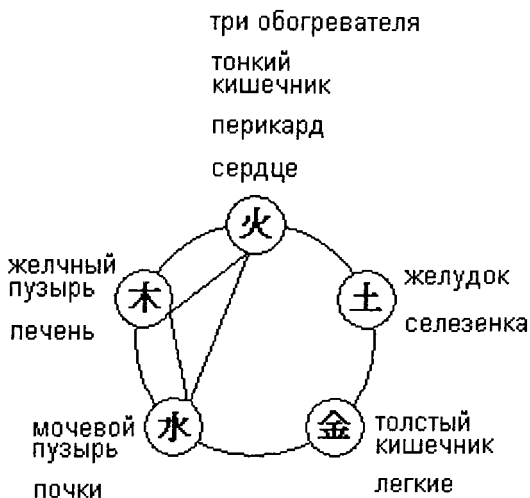 три обогревателя
тонкий
кишечник
перикард
сердце
火
желчный
пузырь
木
печень
土
желудок
селезенка
мочевой
пузырь
水
почки
金
толстый
кишечник
легкие